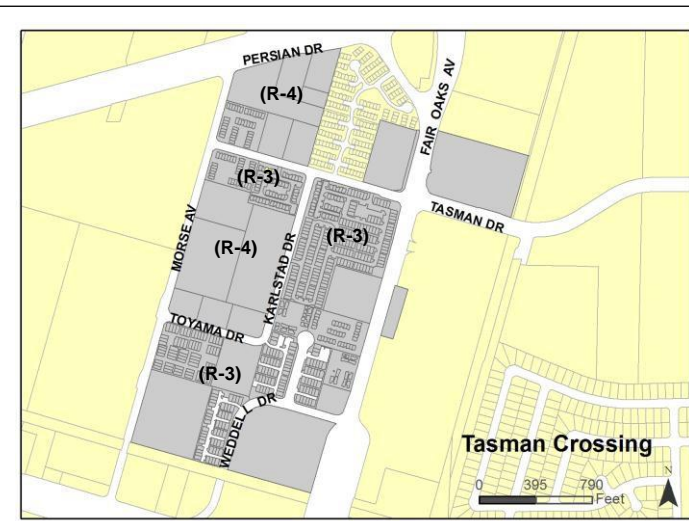 PERSIAN DR
(R-4)
FAIR OAKS AV
(R-3)
TASMAN DR
MORSE AV
(R-4)
KARLSTAD DR
(R-3)
TOYAMA DR
(R-3)
WEDDELL DR
Tasman Crossing
N
0 395 790
Feet